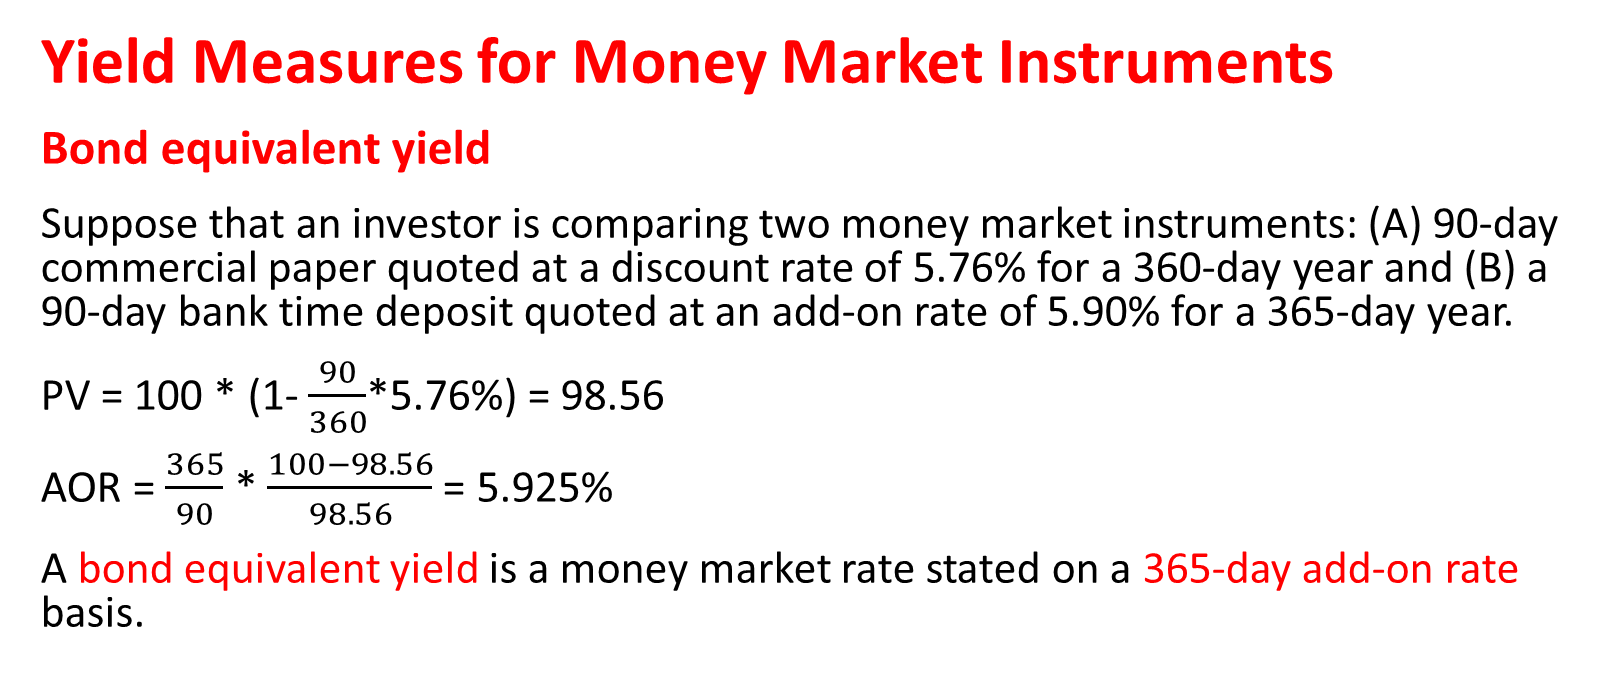 Yield Measures for Money Market Instruments
Bond equivalent yield
Suppose that an investor is comparing two money market instruments: (A) 90-day
commercial paper quoted at a discount rate of 5.76% for a 360-day year and (B) a
90-day bank time deposit quoted at an add-on rate of 5.90% for a 365-day year.
PV = 100 * (1- 90/360 *5.76%) = 98.56
AOR = 365/90 * 100−98.56/98.56 = 5.925%
A bond equivalent yield is a money market rate stated on a 365-day add-on rate
basis.